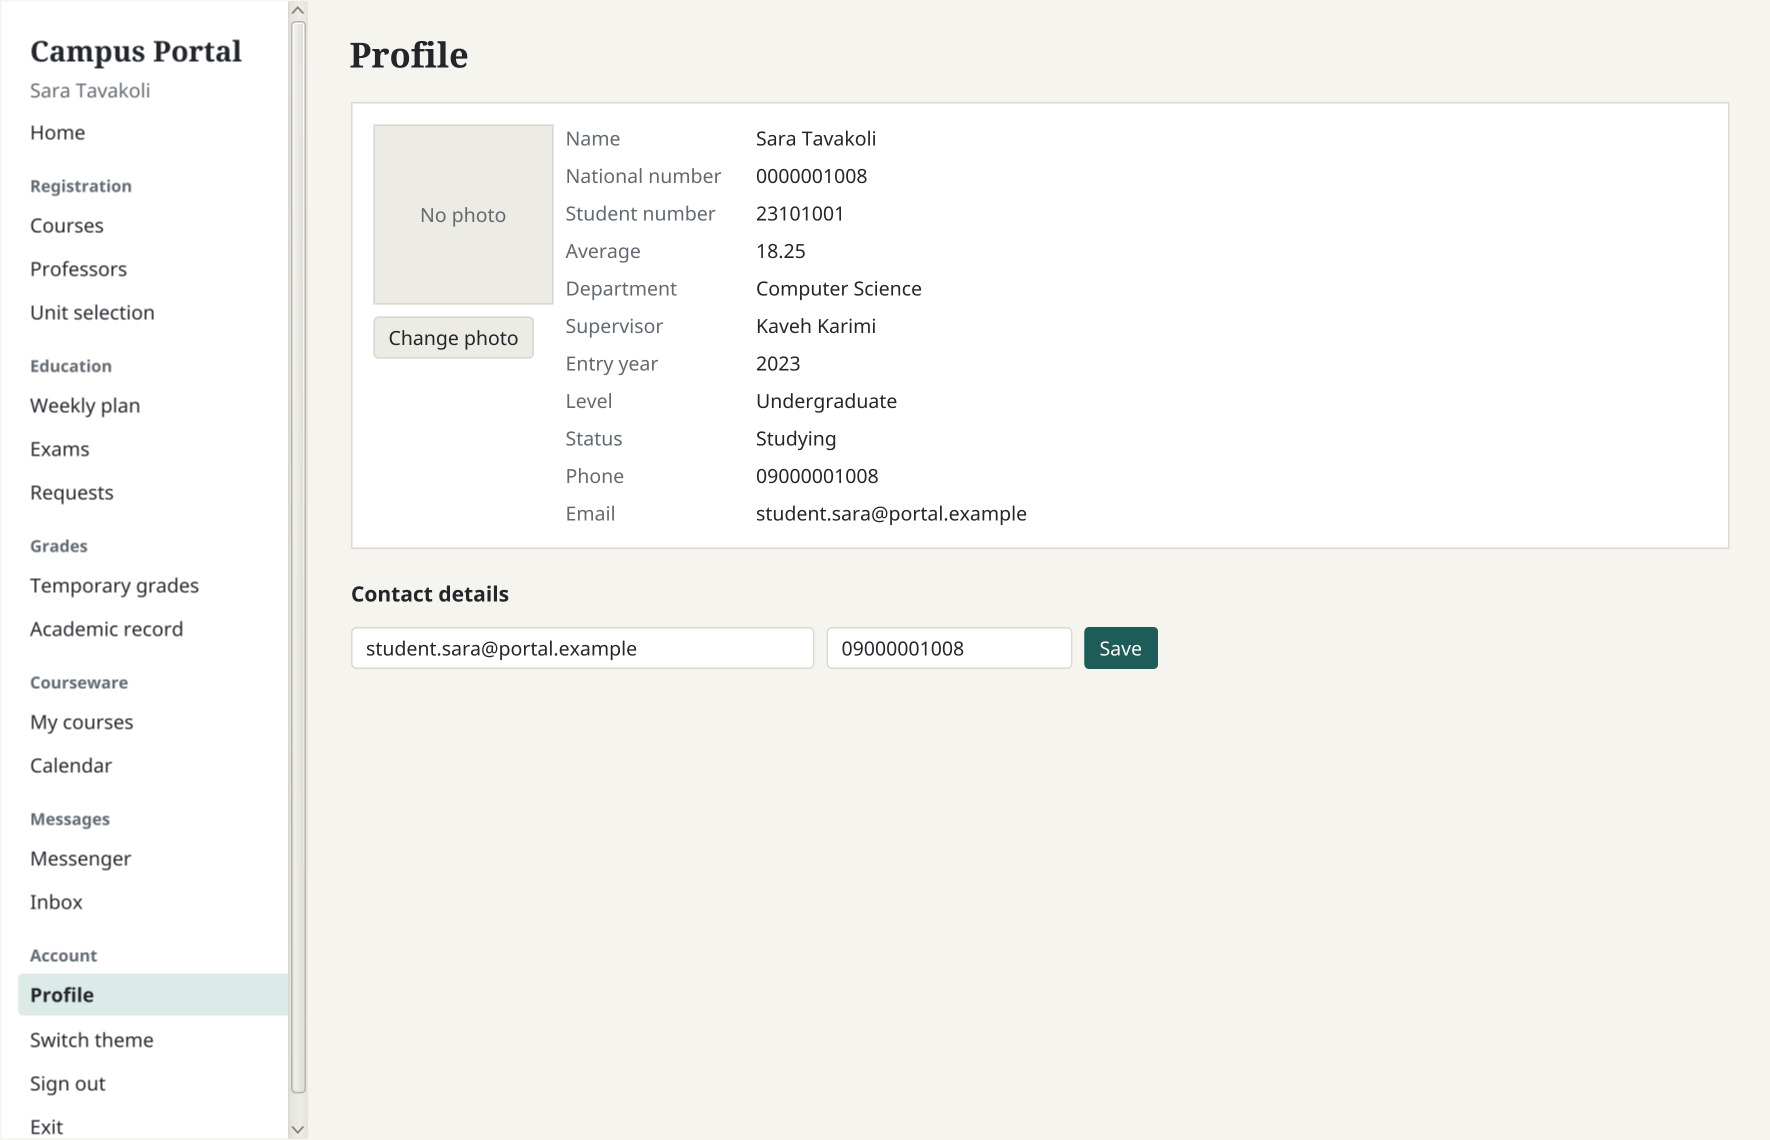 Campus Portal
Sara Tavakoli
Home
Registration
Courses
Professors
Unit selection
Education
Weekly plan
Exams
Requests
Grades
Temporary grades
Academic record
Courseware
My courses
Calendar
Messages
Messenger
Inbox
Account
Profile
Switch theme
Sign out
Exit
Profile
No photo
Change photo
Name Sara Tavakoli
National number 0000001008
Student number 23101001
Average 18.25
Department Computer Science
Supervisor Kaveh Karimi
Entry year 2023
Level Undergraduate
Status Studying
Phone 09000001008
Email student.sara@portal.example
Contact details
student.sara@portal.example 09000001008 Save